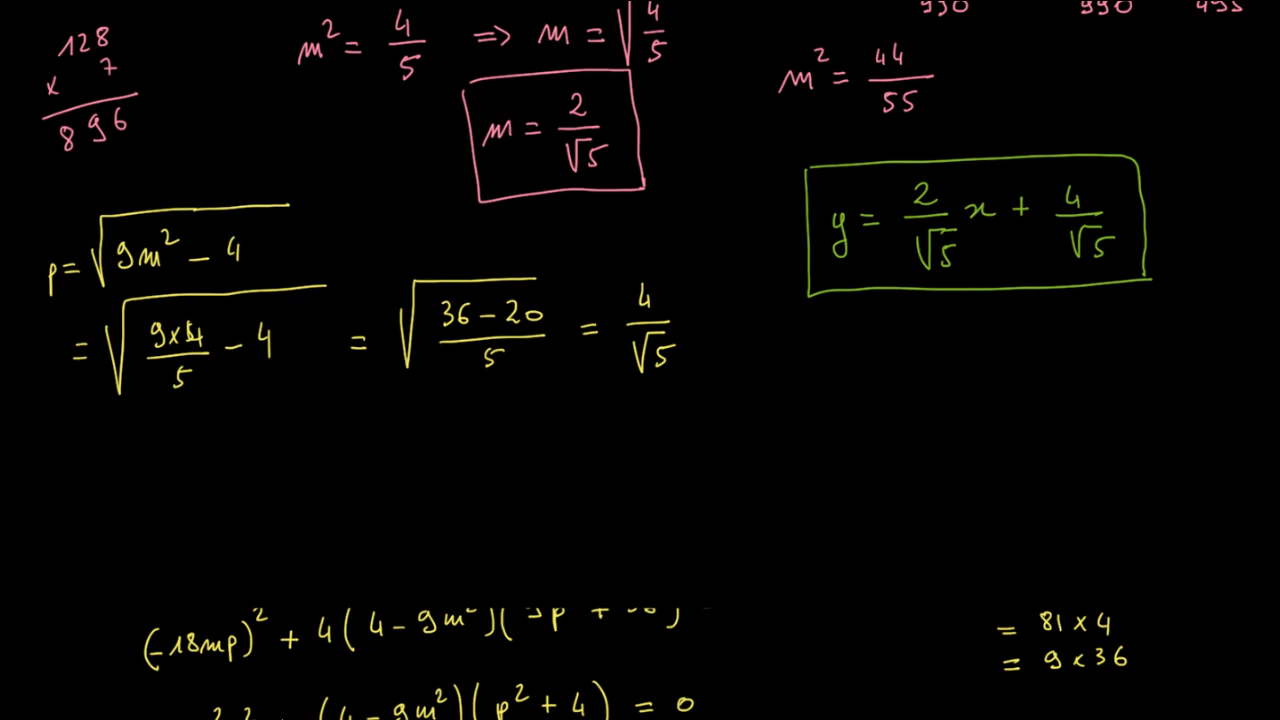 128
x 7
896
m² = 4/5 => m = √(4/5)
m = 2/√5
m² = 44/55
y = 2/√5 x + 4/√5
p = √(9m² - 4)
= √((9×4)/5 - 4) = √((36 - 20)/5) = 4/√5
(-18mp)² + 4(4 - 9m²)(
= 81 × 4
= 9 × 36
(4 - 9m²)(p² + 4) = 0